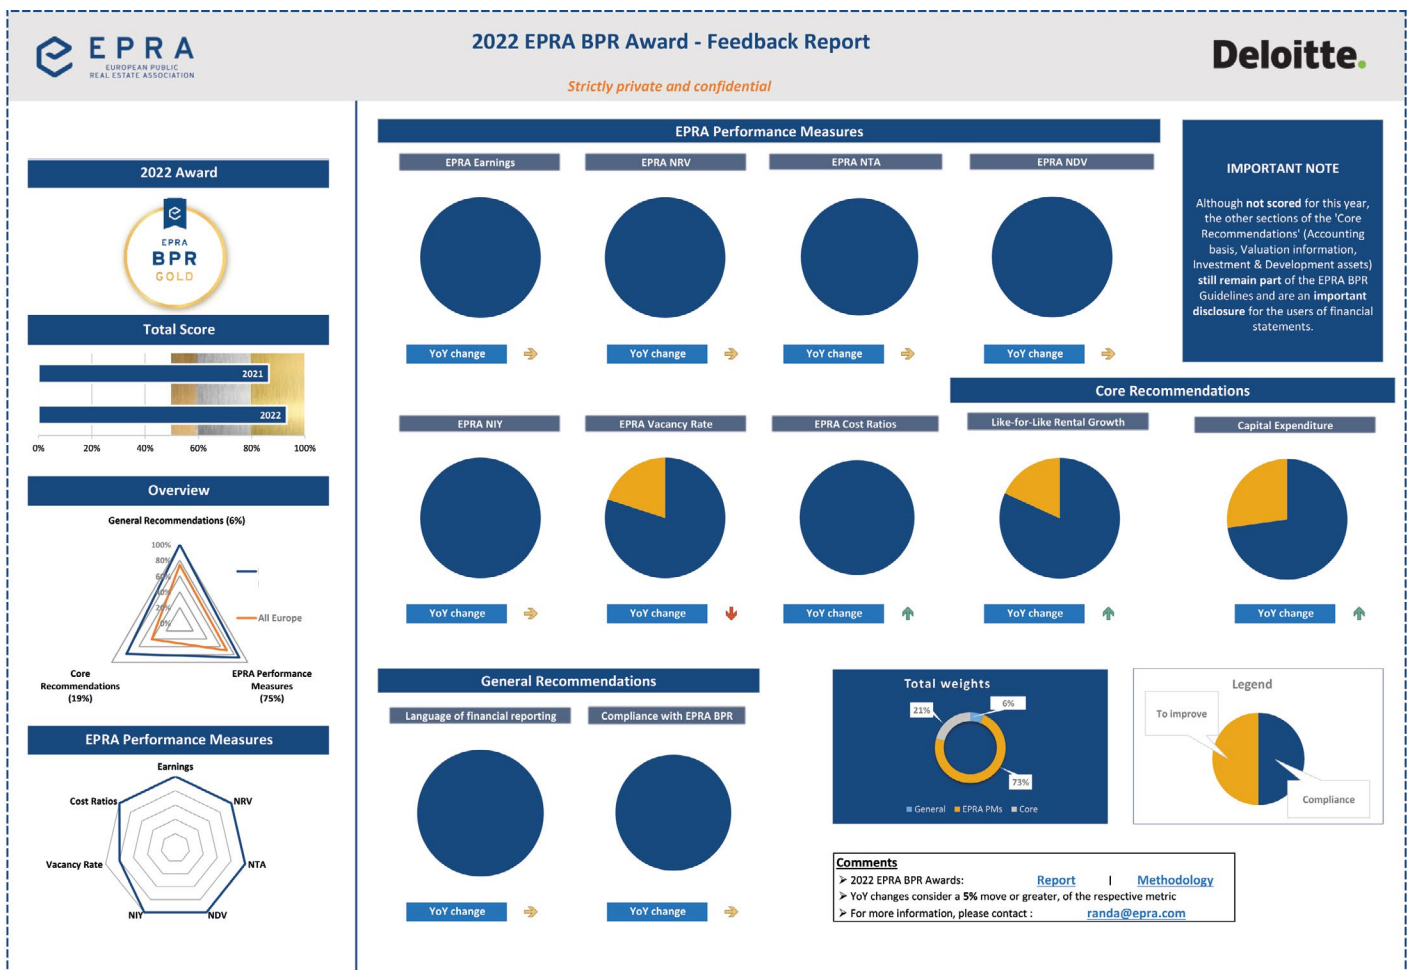 EPRA
EUROPEAN PUBLIC
REAL ESTATE ASSOCIATION
2022 EPRA BPR Award - Feedback Report
Strictly private and confidential
Deloitte.
2022 Award
EPRA
BPR
GOLD
Total Score
2021
2022
0% 20% 40% 60% 80% 100%
Overview
General Recommendations (6%)
100%
80%
60%
40%
20%
0%
All Europe
Core
Recommendations
(19%)
EPRA Performance
Measures
(75%)
EPRA Performance Measures
Earnings
Cost Ratios
NRV
Vacancy Rate
NTA
NIY
NDV
EPRA Performance Measures
EPRA Earnings
EPRA NRV
EPRA NTA
EPRA NDV
YoY change
YoY change
YoY change
YoY change
IMPORTANT NOTE
Although not scored for this year,
the other sections of the 'Core
Recommendations' (Accounting
basis, Valuation information,
Investment & Development assets)
still remain part of the EPRA BPR
Guidelines and are an important
disclosure for the users of financial
statements.
Core Recommendations
EPRA NIY
EPRA Vacancy Rate
EPRA Cost Ratios
Like-for-Like Rental Growth
Capital Expenditure
YoY change
YoY change
YoY change
YoY change
YoY change
General Recommendations
Language of financial reporting
Compliance with EPRA BPR
YoY change
YoY change
Total weights
21%
6%
73%
General EPRA PMs Core
Legend
To improve
Compliance
Comments
➤ 2022 EPRA BPR Awards: Report | Methodology
➤ YoY changes consider a 5% move or greater, of the respective metric
➤ For more information, please contact : randa@epra.com